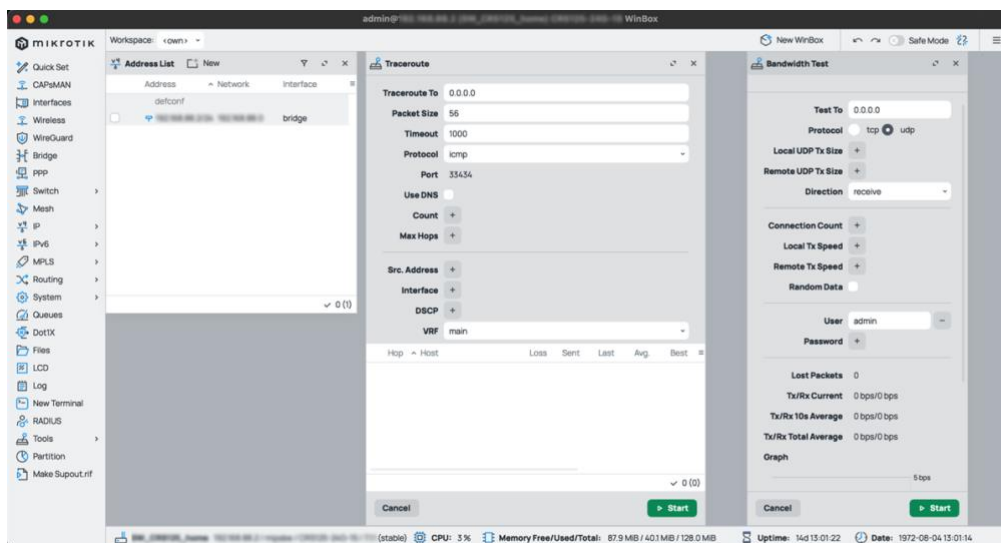 admin@ WinBox
MIKROTIK
Workspace: <own>
New WinBox
Safe Mode
Quick Set
CAPsMAN
Interfaces
Wireless
WireGuard
Bridge
PPP
Switch
Mesh
IP
IPv6
MPLS
Routing
System
Queues
Dot1X
Files
LCD
Log
New Terminal
RADIUS
Tools
Partition
Make Supout.rif
Address List New
Address Network Interface
defconf
bridge
0 (1)
Traceroute
Traceroute To 0.0.0.0
Packet Size 56
Timeout 1000
Protocol icmp
Port 33434
Use DNS
Count +
Max Hops +
Src. Address +
Interface +
DSCP +
VRF main
Hop Host Loss Sent Last Avg. Best
0 (0)
Cancel Start
Bandwidth Test
Test To 0.0.0.0
Protocol tcp udp
Local UDP Tx Size +
Remote UDP Tx Size +
Direction receive
Connection Count +
Local Tx Speed +
Remote Tx Speed +
Random Data
User admin -
Password +
Lost Packets 0
Tx/Rx Current 0 bps/0 bps
Tx/Rx 10s Average 0 bps/0 bps
Tx/Rx Total Average 0 bps/0 bps
Graph
5 bps
Cancel Start
(stable) CPU: 3% Memory Free/Used/Total: 87.9 MiB / 40.1 MiB / 128.0 MiB Uptime: 14d 13:01:22 Date: 1972-08-04 13:01:14